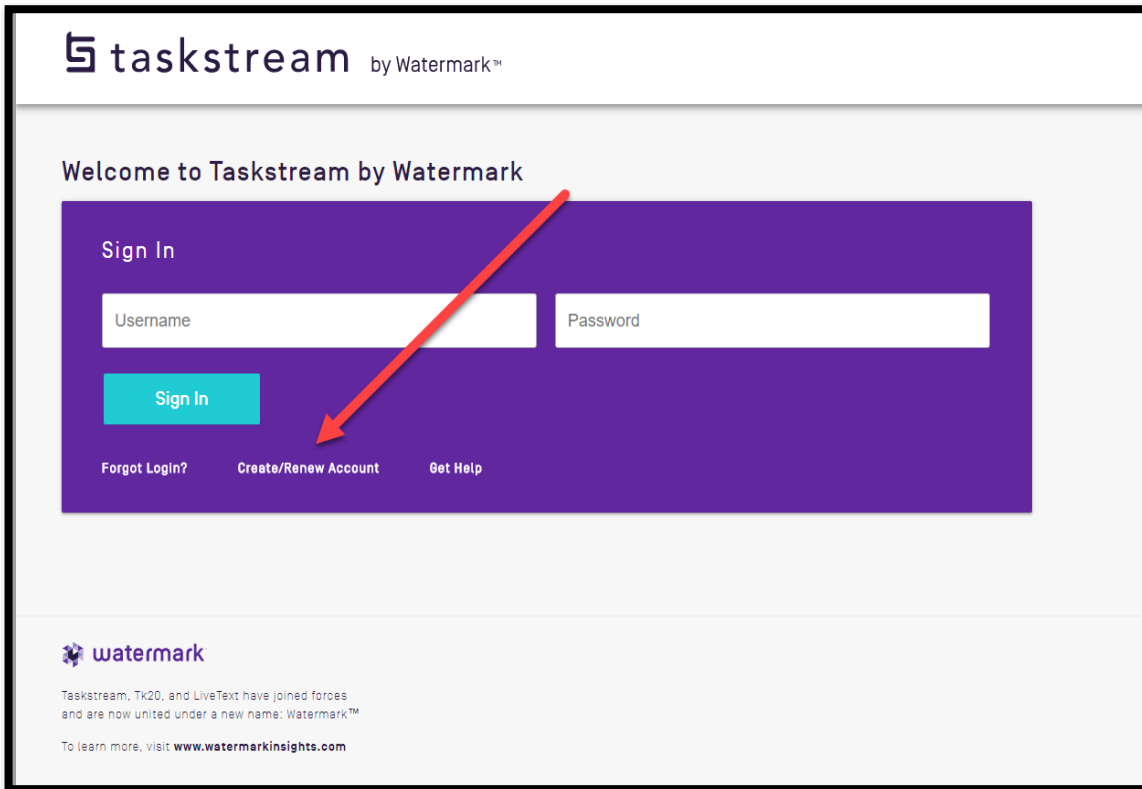 taskstream by Watermark™
Welcome to Taskstream by Watermark
Sign In
Username Password
Sign In
Forgot Login? Create/Renew Account Get Help
watermark
Taskstream, Tk20, and LiveText have joined forces
and are now united under a new name: Watermark™
To learn more, visit www.watermarkinsights.com